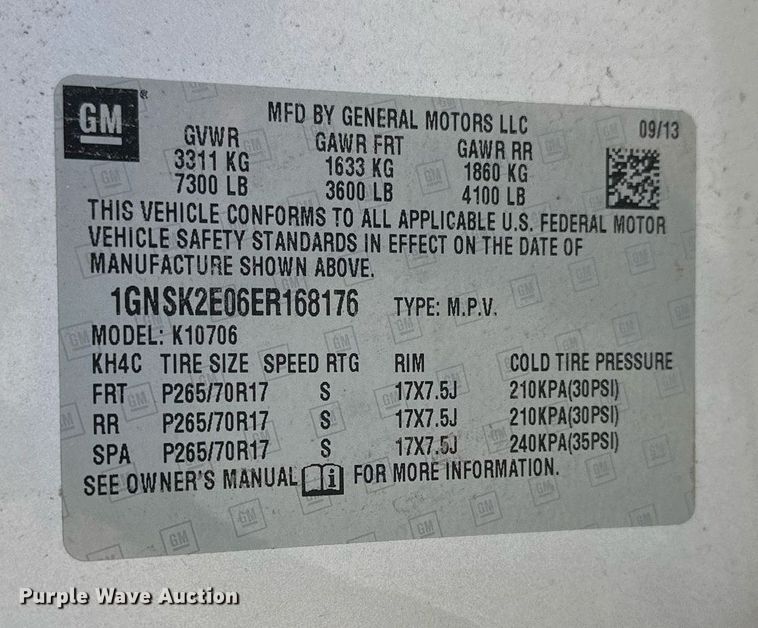 GM ®
MFD BY GENERAL MOTORS LLC 09/13
GVWR GAWR FRT GAWR RR
3311 KG 1633 KG 1860 KG
7300 LB 3600 LB 4100 LB
THIS VEHICLE CONFORMS TO ALL APPLICABLE U.S. FEDERAL MOTOR
VEHICLE SAFETY STANDARDS IN EFFECT ON THE DATE OF
MANUFACTURE SHOWN ABOVE.
1GNSK2E06ER168176 TYPE: M.P.V.
MODEL: K10706
KH4C TIRE SIZE SPEED RTG RIM COLD TIRE PRESSURE
FRT P265/70R17 S 17X7.5J 210KPA(30PSI)
RR P265/70R17 S 17X7.5J 210KPA(30PSI)
SPA P265/70R17 S 17X7.5J 240KPA(35PSI)
SEE OWNER'S MANUAL i FOR MORE INFORMATION.
Purple Wave Auction